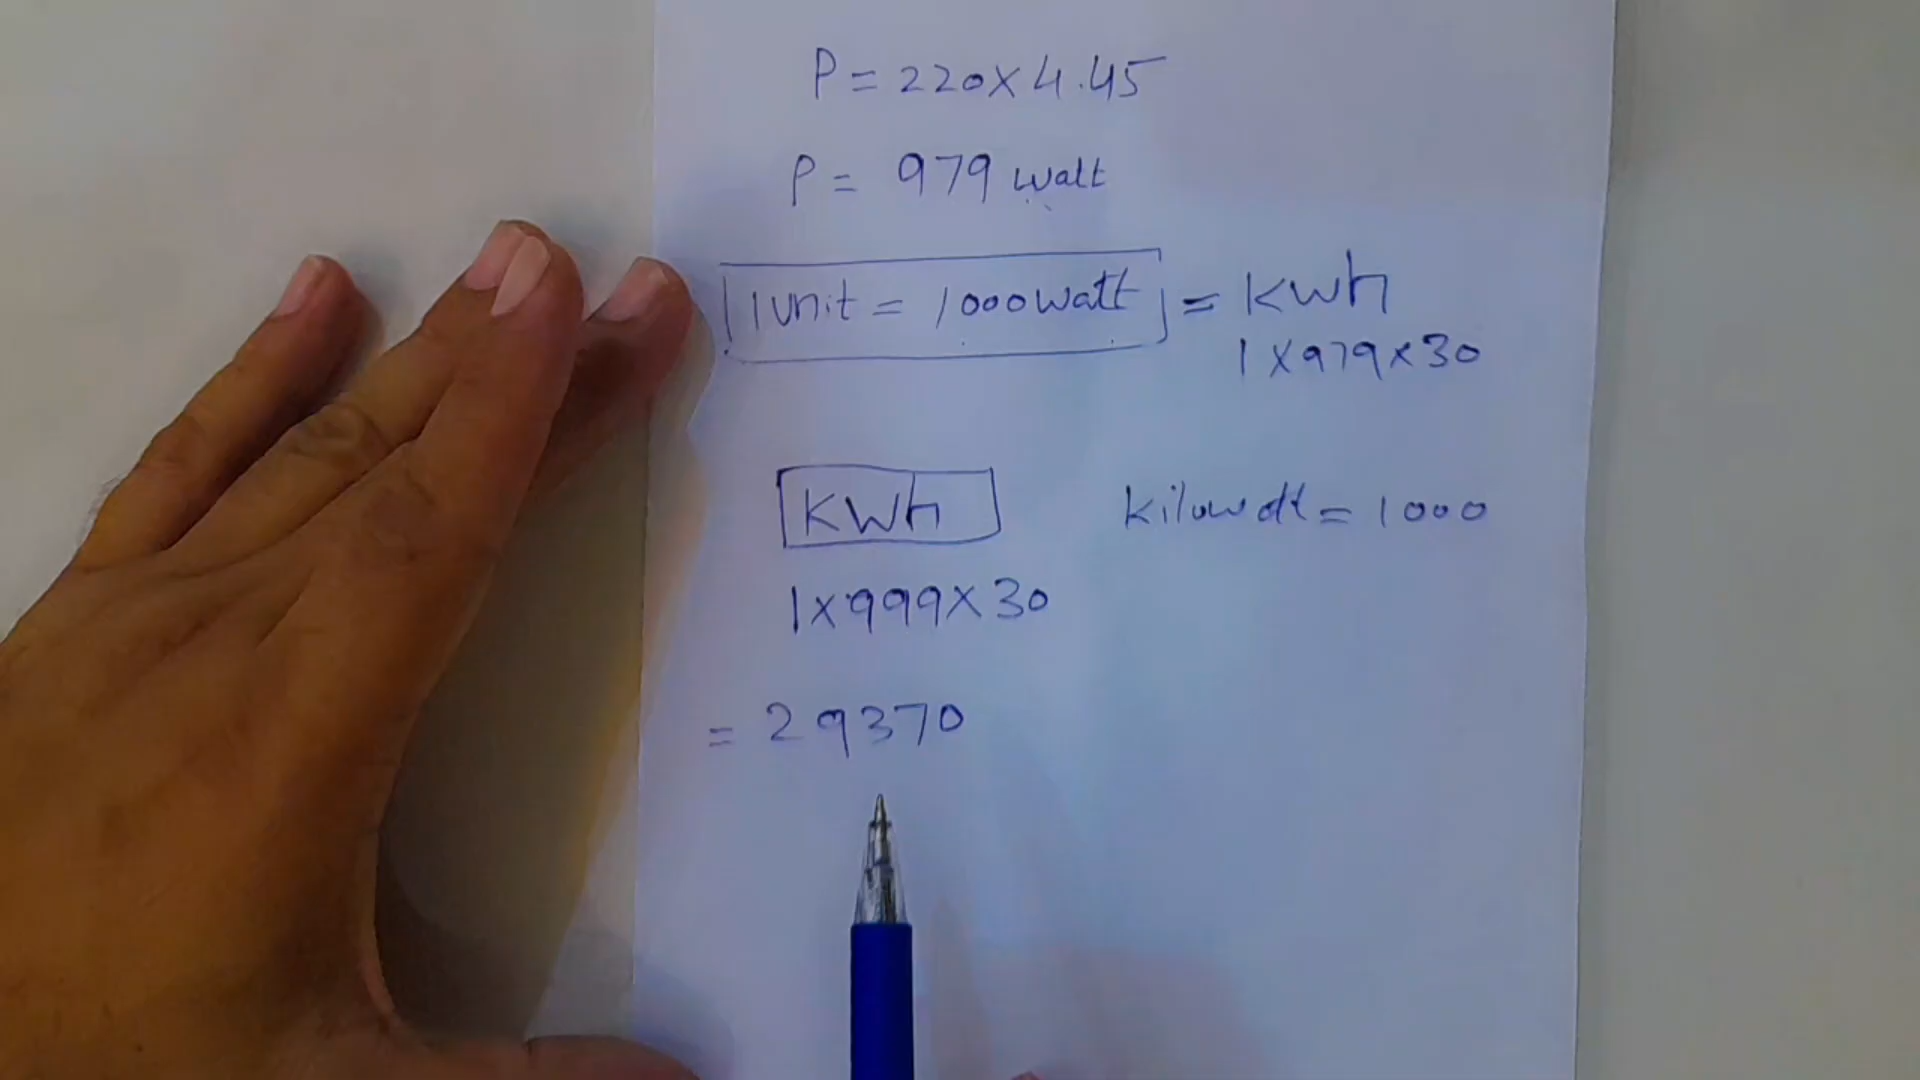 P = 220 x 4.45
P = 979 watt
1 unit = 1000 watt = KWh
1 x 979 x 30
KWh
kilowatt = 1000
1 x 999 x 30
= 29370